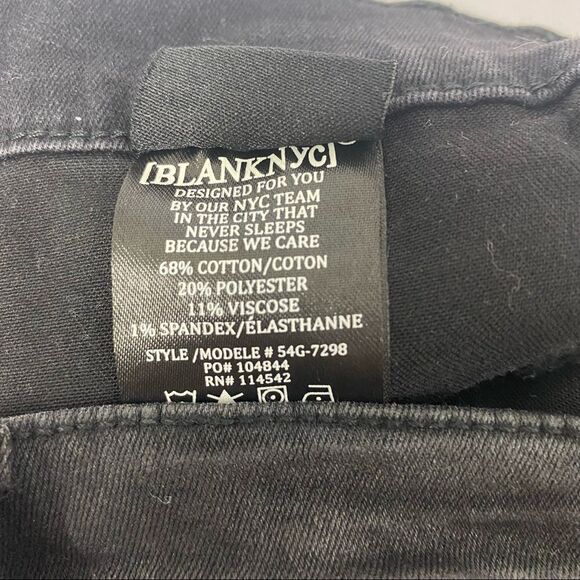 [BLANKNYC]®
DESIGNED FOR YOU
BY OUR NYC TEAM
IN THE CITY THAT
NEVER SLEEPS
BECAUSE WE CARE
68% COTTON/COTON
20% POLYESTER
11% VISCOSE
1% SPANDEX/ÉLASTHANNE
STYLE /MODELE # 54G-7298
PO# 104844
RN# 114542